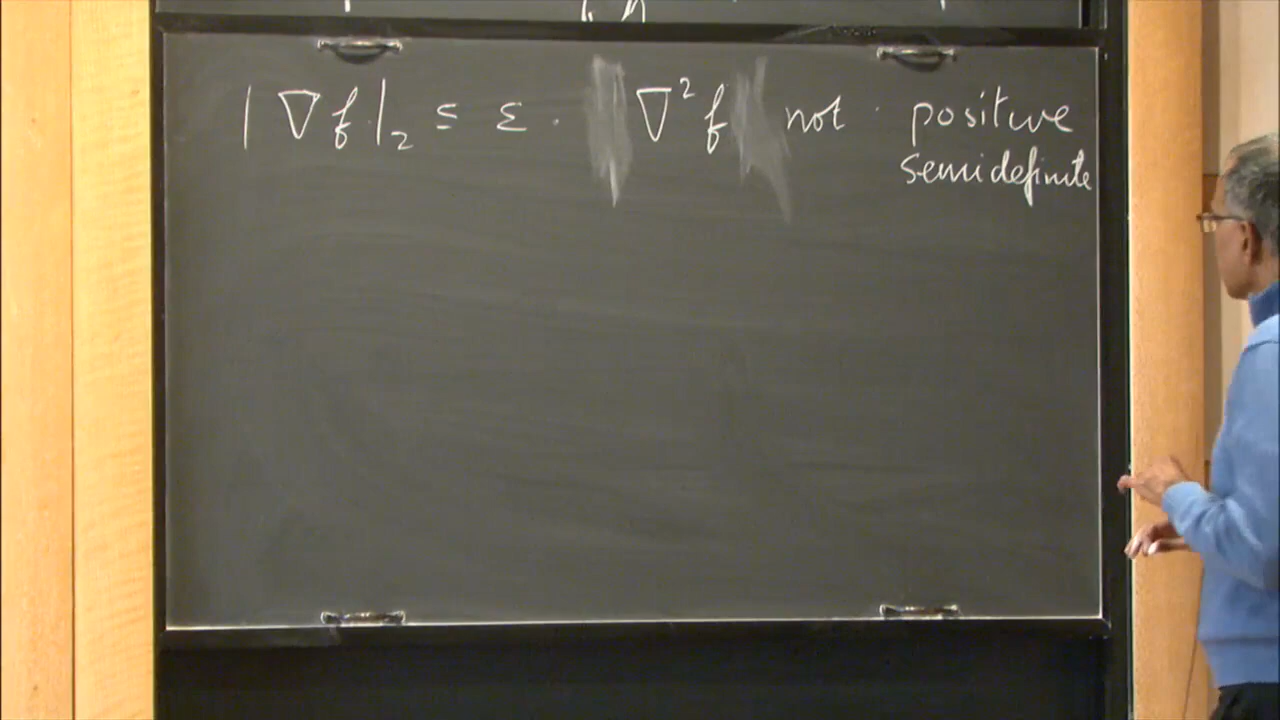 |∇f|₂ ≤ ε. ∇²f not positive
semidefinite